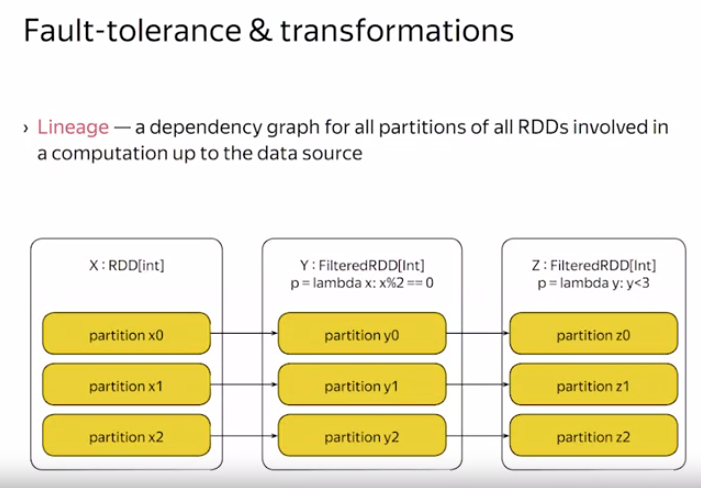 Fault-tolerance & transformations
› Lineage — a dependency graph for all partitions of all RDDs involved in
a computation up to the data source
X : RDD[int]
Y : FilteredRDD[Int]
p = lambda x: x%2 == 0
Z : FilteredRDD[Int]
p = lambda y: y<3
partition x0
partition y0
partition z0
partition x1
partition y1
partition z1
partition x2
partition y2
partition z2